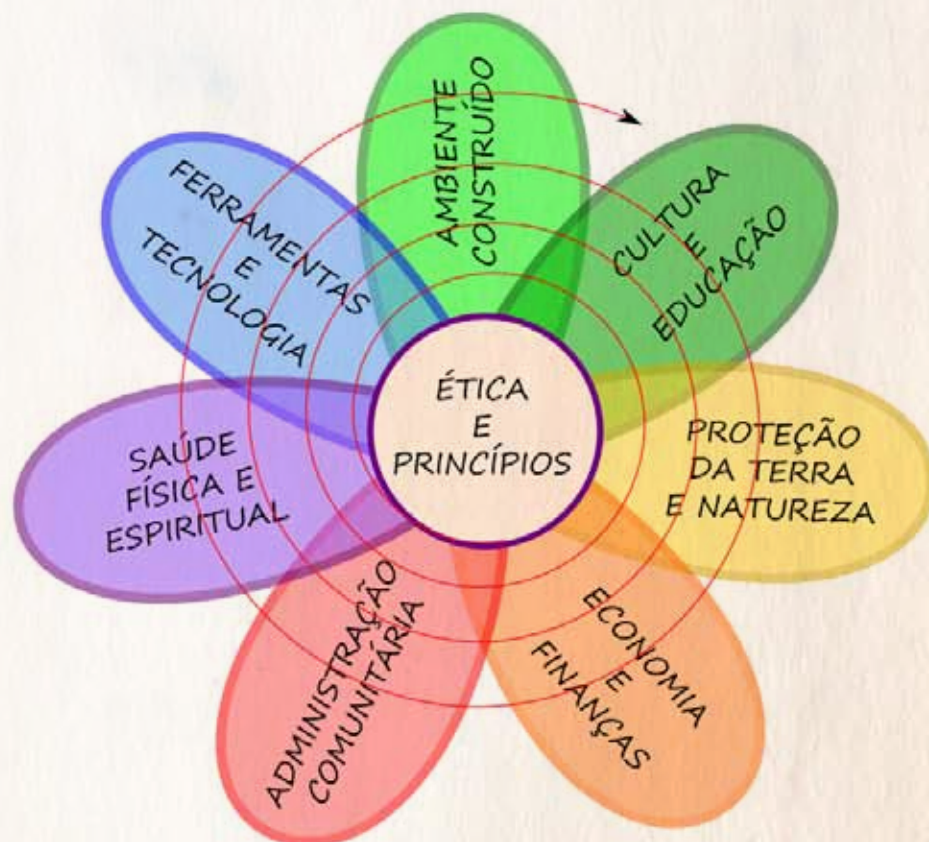 AMBIENTE
CONSTRUÍDO
CULTURA
E
EDUCAÇÃO
PROTEÇÃO
DA TERRA
E NATUREZA
ECONOMIA
E
FINANÇAS
ADMINISTRAÇÃO
COMUNITÁRIA
SAÚDE
FÍSICA E
ESPIRITUAL
FERRAMENTAS
E
TECNOLOGIA
ÉTICA
E
PRINCÍPIOS